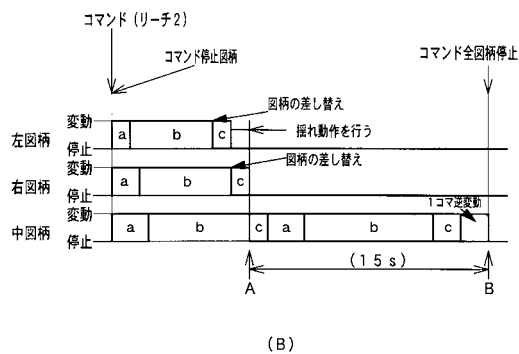 コマンド(リーチ2)
コマンド停止図柄
コマンド全図柄停止
図柄の差し替え
変動
左図柄
a b c
揺れ動作を行う
停止
図柄の差し替え
変動
右図柄
a b c
停止
1コマ逆変動
変動
中図柄
a b c a b c
停止
(15s)
A B
(B)